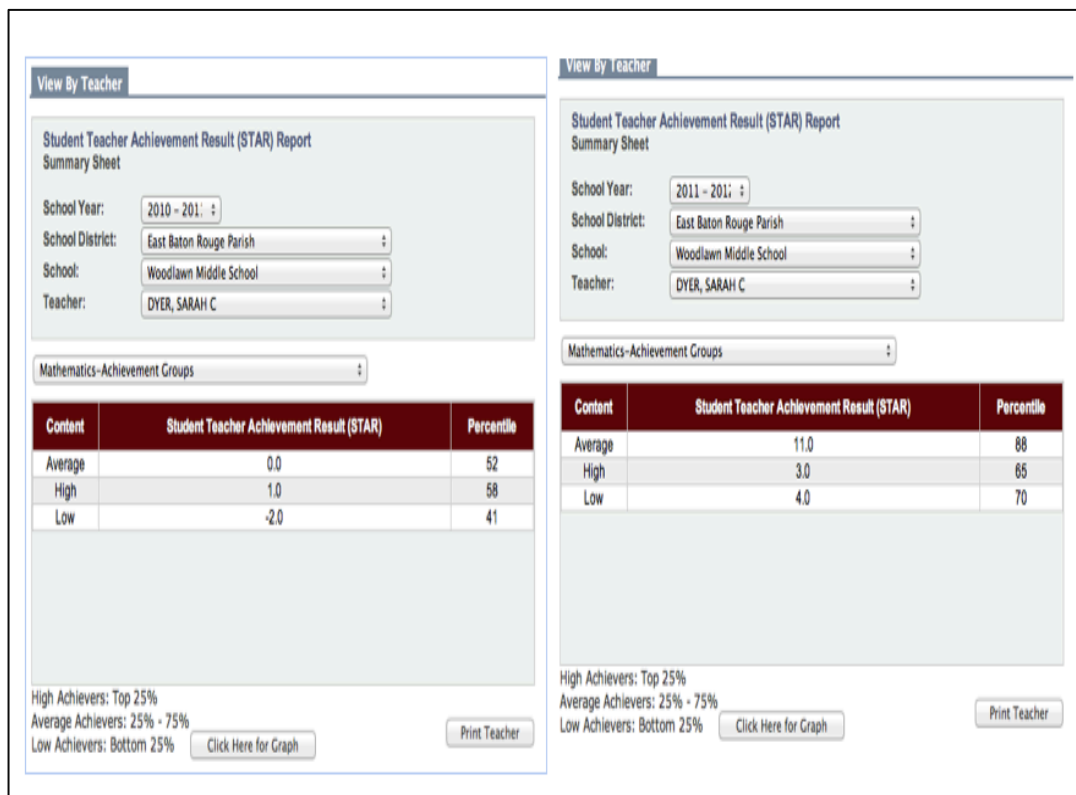 View By Teacher
Student Teacher Achievement Result (STAR) Report
Summary Sheet
School Year: 2010 - 201
School District: East Baton Rouge Parish
School: Woodlawn Middle School
Teacher: DYER, SARAH C
Mathematics-Achievement Groups
Content Student Teacher Achievement Result (STAR) Percentile
Average 0.0 52
High 1.0 58
Low -2.0 41
High Achievers: Top 25%
Average Achievers: 25% - 75%
Low Achievers: Bottom 25% Click Here for Graph Print Teacher
View By Teacher
Student Teacher Achievement Result (STAR) Report
Summary Sheet
School Year: 2011 - 201
School District: East Baton Rouge Parish
School: Woodlawn Middle School
Teacher: DYER, SARAH C
Mathematics-Achievement Groups
Content Student Teacher Achievement Result (STAR) Percentile
Average 11.0 88
High 3.0 65
Low 4.0 70
High Achievers: Top 25%
Average Achievers: 25% - 75%
Low Achievers: Bottom 25% Click Here for Graph Print Teacher